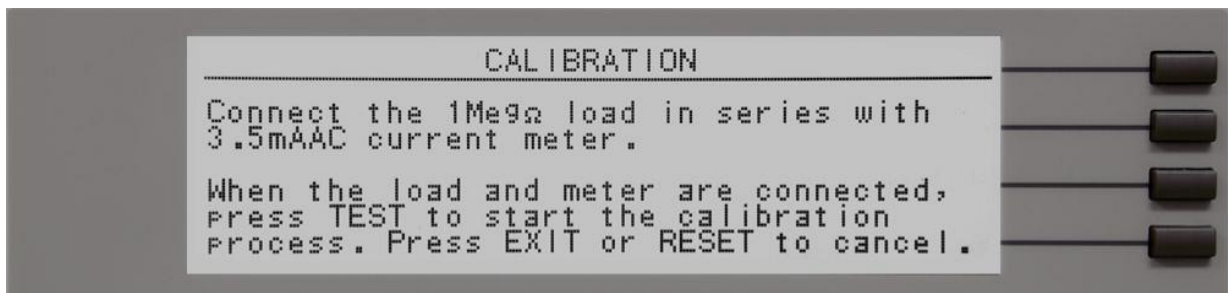 CALIBRATION
Connect the 1MegΩ load in series with
3.5mAAC current meter.
When the load and meter are connected,
press TEST to start the calibration
process. Press EXIT or RESET to cancel.